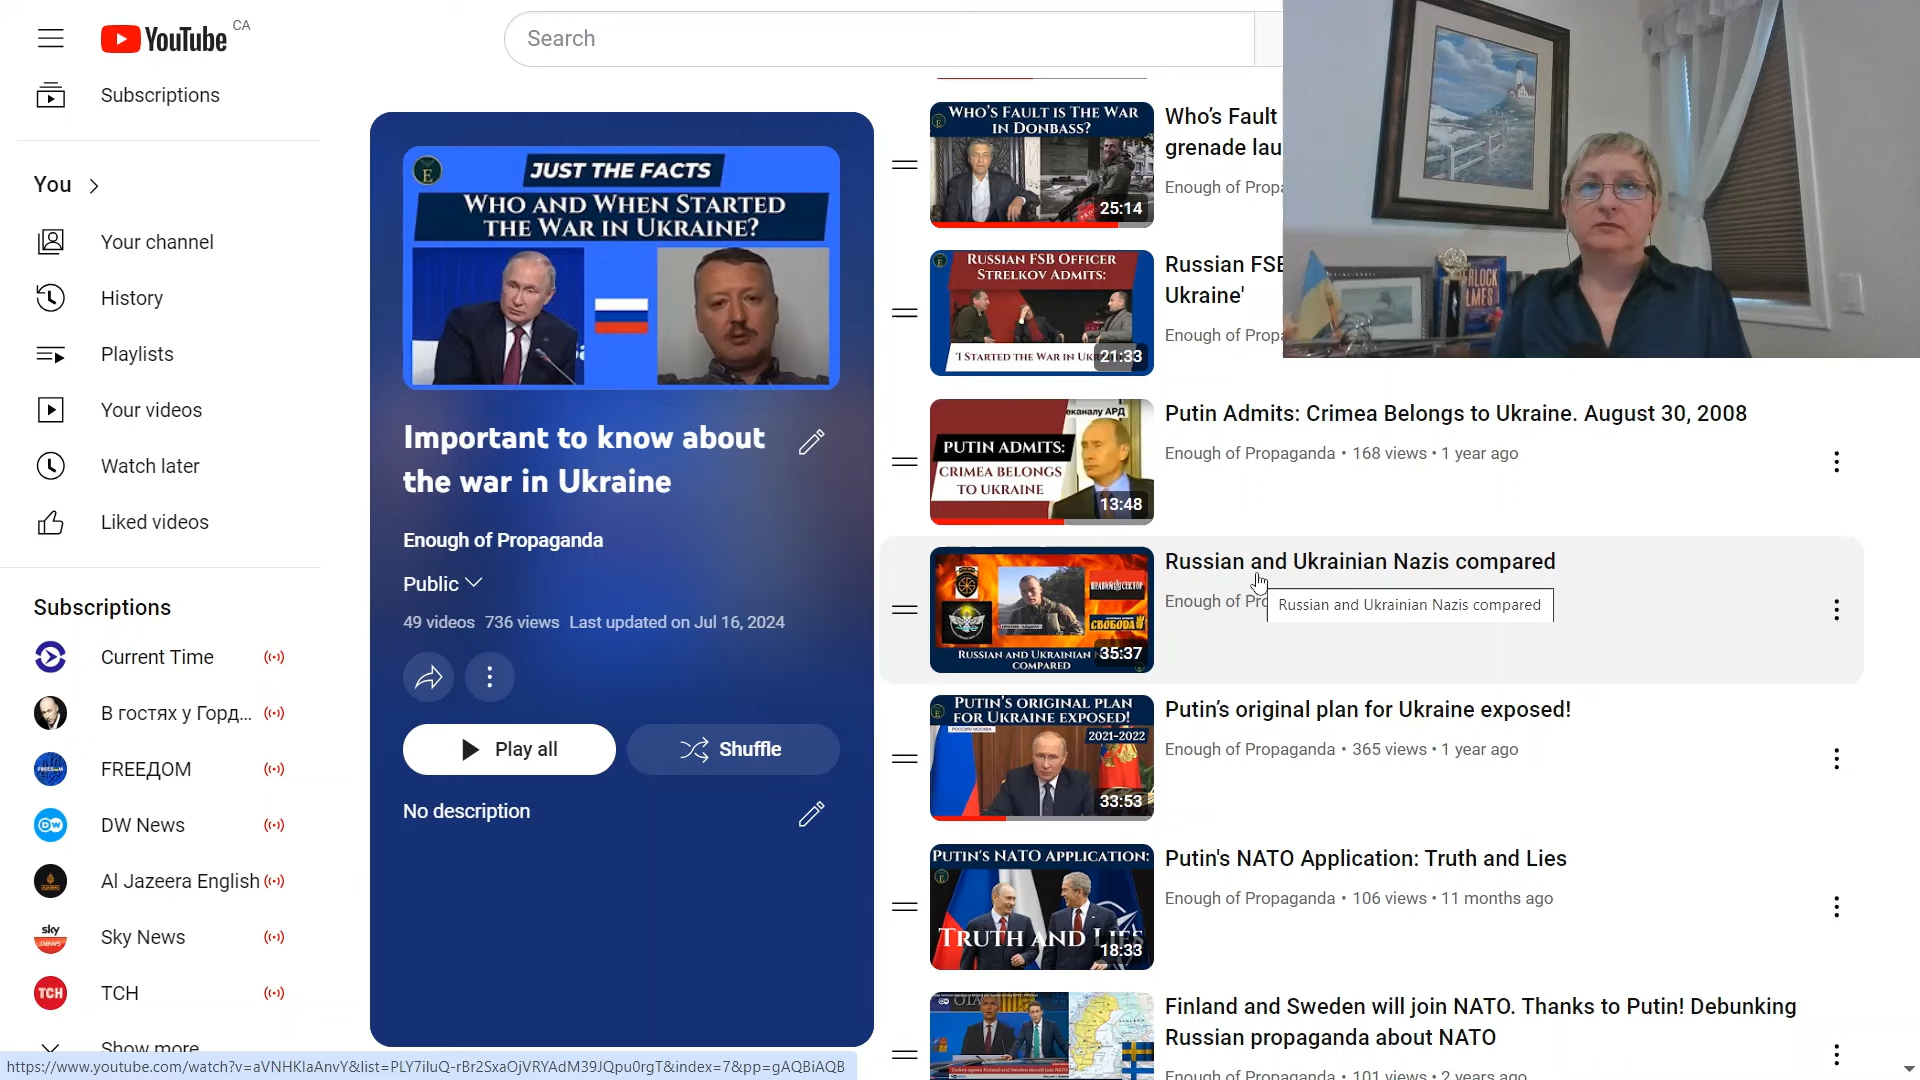 YouTube CA
Search
Subscriptions
You
Your channel
History
Playlists
Your videos
Watch later
Liked videos
Subscriptions
Current Time
В гостях у Горд...
FREEДОМ
DW News
Al Jazeera English
Sky News
ТСН
Show more
JUST THE FACTS
WHO AND WHEN STARTED
THE WAR IN UKRAINE?
Important to know about
the war in Ukraine
Enough of Propaganda
Public
49 videos 736 views Last updated on Jul 16, 2024
Play all
Shuffle
No description
WHO'S FAULT IS THE WAR
IN DONBASS?
25:14
Who's Fault
grenade lau
Enough of Propa
RUSSIAN FSB OFFICER
STRELKOV ADMITS:
'I STARTED THE WAR IN UKR
21:33
Russian FSB
Ukraine'
Enough of Propa
еканалу АРД
PUTIN ADMITS:
CRIMEA BELONGS
TO UKRAINE
13:48
Putin Admits: Crimea Belongs to Ukraine. August 30, 2008
Enough of Propaganda • 168 views • 1 year ago
СВОБОДА
RUSSIAN AND UKRAINIAN N
COMPARED
35:37
Russian and Ukrainian Nazis compared
Enough of Pro
Russian and Ukrainian Nazis compared
PUTIN'S ORIGINAL PLAN
FOR UKRAINE EXPOSED!
2021-2022
33:53
Putin's original plan for Ukraine exposed!
Enough of Propaganda • 365 views • 1 year ago
PUTIN'S NATO APPLICATION:
TRUTH AND LIES
18:33
Putin's NATO Application: Truth and Lies
Enough of Propaganda • 106 views • 11 months ago
Finland and Sweden will join NATO. Thanks to Putin! Debunking
Russian propaganda about NATO
Enough of Propaganda • 101 views • 2 years ago
https://www.youtube.com/watch?v=aVNHKlaAnvY&list=PLY7iluQ-rBr2SxaOjVRYAdM39JQpu0rgT&index=7&pp=gAQBiAQB